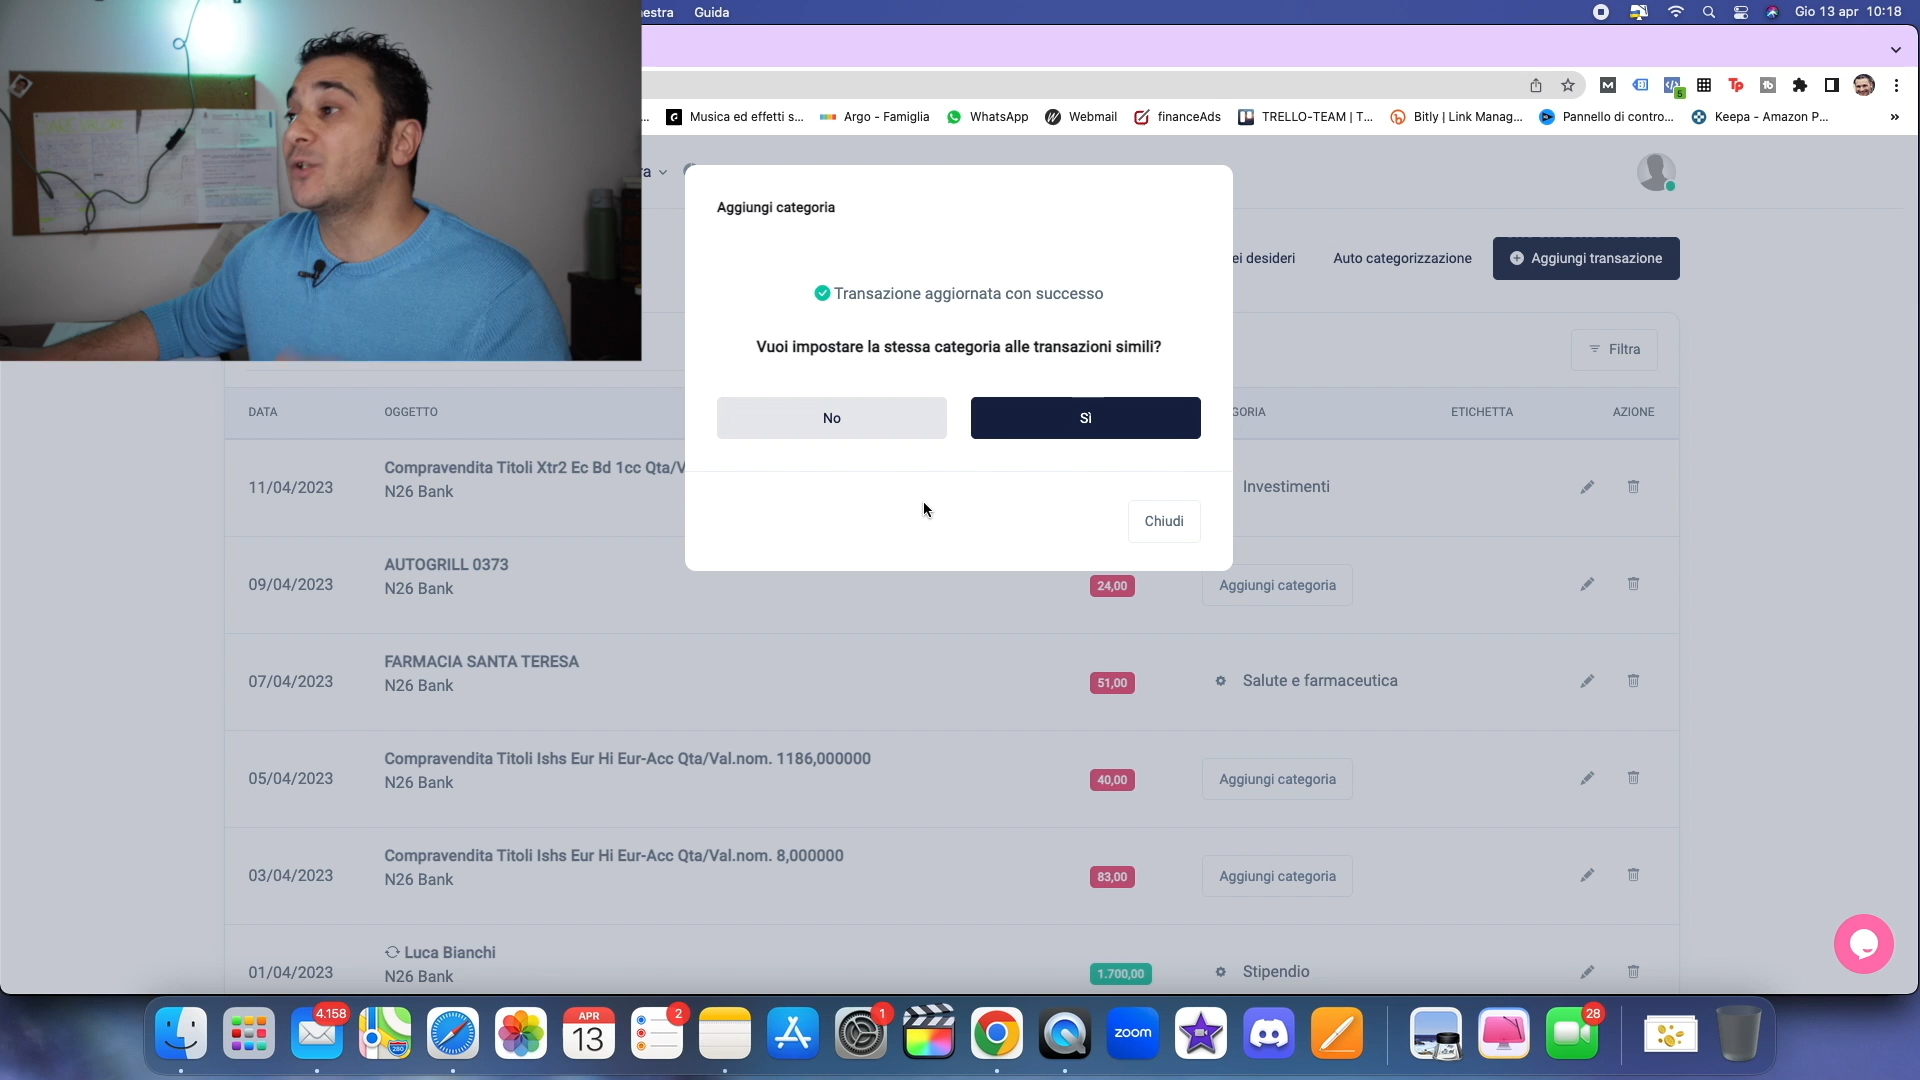 estra Guida Gio 13 apr 10:18
5
... Musica ed effetti s... Argo - Famiglia WhatsApp Webmail financeAds TRELLO-TEAM | T... Bitly | Link Manag... Pannello di contro... Keepa - Amazon P... »
ra
Aggiungi categoria
ei desideri Auto categorizzazione Aggiungi transazione
Transazione aggiornata con successo
Vuoi impostare la stessa categoria alle transazioni simili?
Filtra
No Sì
DATA OGGETTO GORIA ETICHETTA AZIONE
Compravendita Titoli Xtr2 Ec Bd 1cc Qta/V
11/04/2023 N26 Bank Investimenti
Chiudi
AUTOGRILL 0373
09/04/2023 N26 Bank 24,00 Aggiungi categoria
FARMACIA SANTA TERESA
07/04/2023 N26 Bank 51,00 Salute e farmaceutica
Compravendita Titoli Ishs Eur Hi Eur-Acc Qta/Val.nom. 1186,000000
05/04/2023 N26 Bank 40,00 Aggiungi categoria
Compravendita Titoli Ishs Eur Hi Eur-Acc Qta/Val.nom. 8,000000
03/04/2023 N26 Bank 83,00 Aggiungi categoria
Luca Bianchi
01/04/2023 N26 Bank 1.700,00 Stipendio
4.158 280 APR 13 2 1 zoom 28